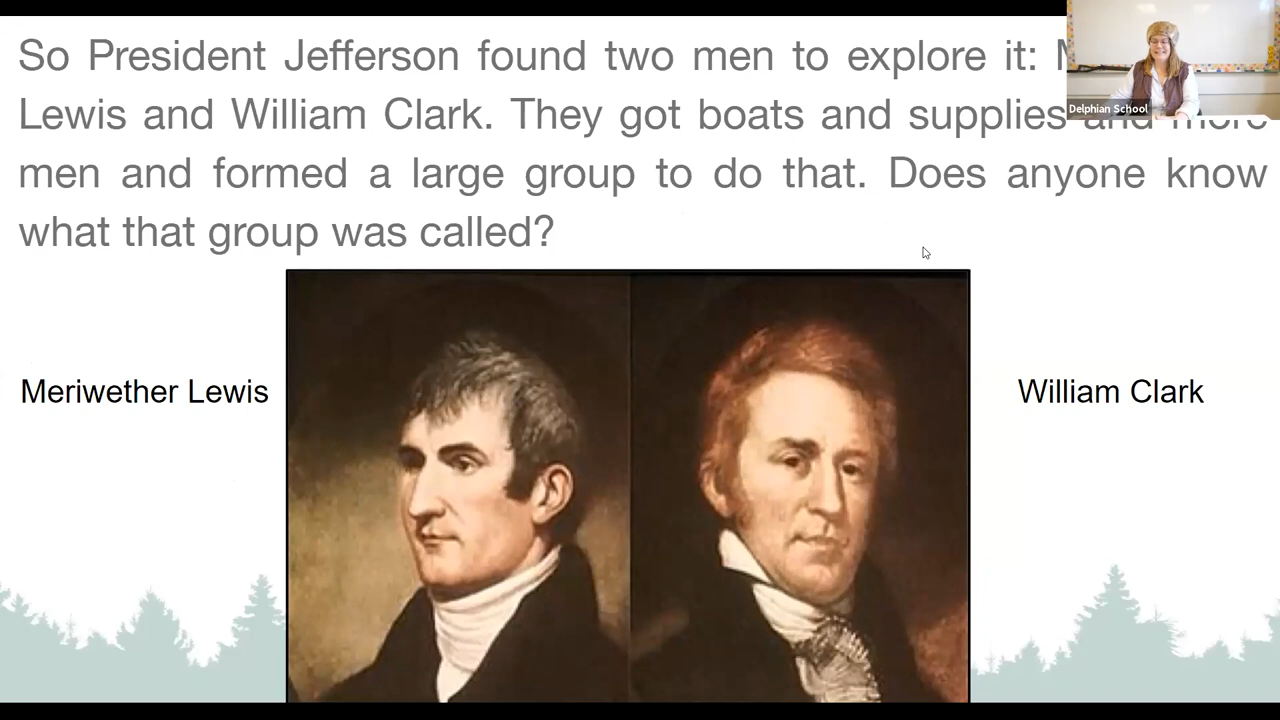 So President Jefferson found two men to explore it:
Lewis and William Clark. They got boats and supplies and more
men and formed a large group to do that. Does anyone know
what that group was called?
Meriwether Lewis
William Clark
Delphian School